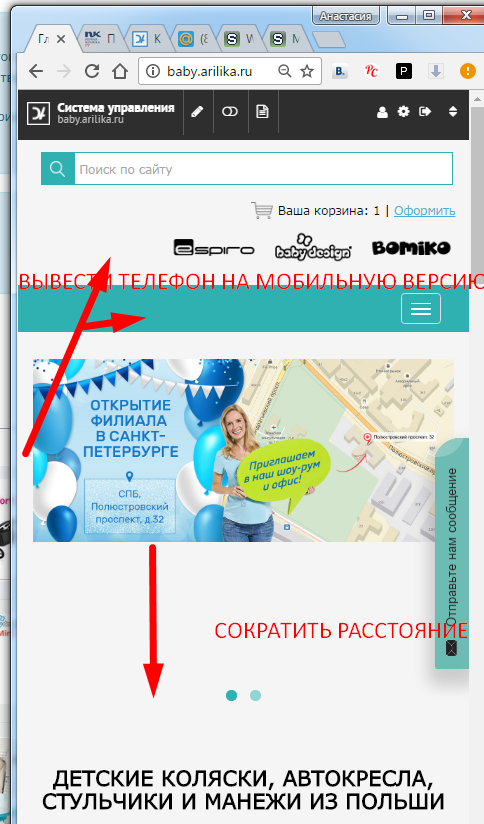 Анастасия
Гл
П
К
(8
W
М
baby.arilika.ru
B.
P
Система управления
baby.arilika.ru
Поиск по сайту
Ваша корзина: 1 | Оформить
espiro
baby design
BOMIKO
ВЫВЕСТИ ТЕЛЕФОН НА МОБИЛЬНУЮ ВЕРСИЮ
ОТКРЫТИЕ
ФИЛИАЛА
В САНКТ-
ПЕТЕРБУРГЕ
СПБ,
Полюстровский
проспект, д.32
Приглашаем
в наш шоу-рум
и офис!
Полюстровский проспект, 32
Отправьте нам сообщение
СОКРАТИТЬ РАССТОЯНИЕ
ДЕТСКИЕ КОЛЯСКИ, АВТОКРЕСЛА,
СТУЛЬЧИКИ И МАНЕЖИ ИЗ ПОЛЬШИ